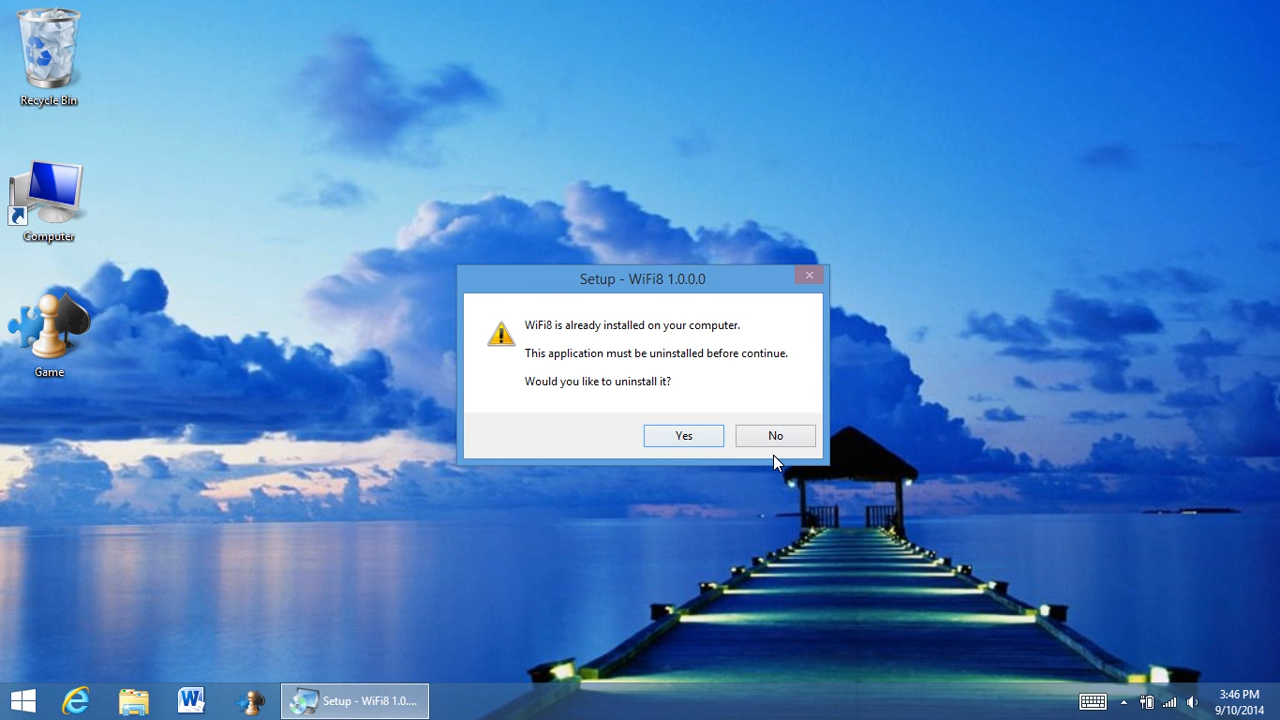 Recycle Bin
Computer
Game
Setup - WiFi8 1.0.0.0
WiFi8 is already installed on your computer.
This application must be uninstalled before continue.
Would you like to uninstall it?
Yes
No
W
Setup - WiFi8 1.0....
3:46 PM
9/10/2014